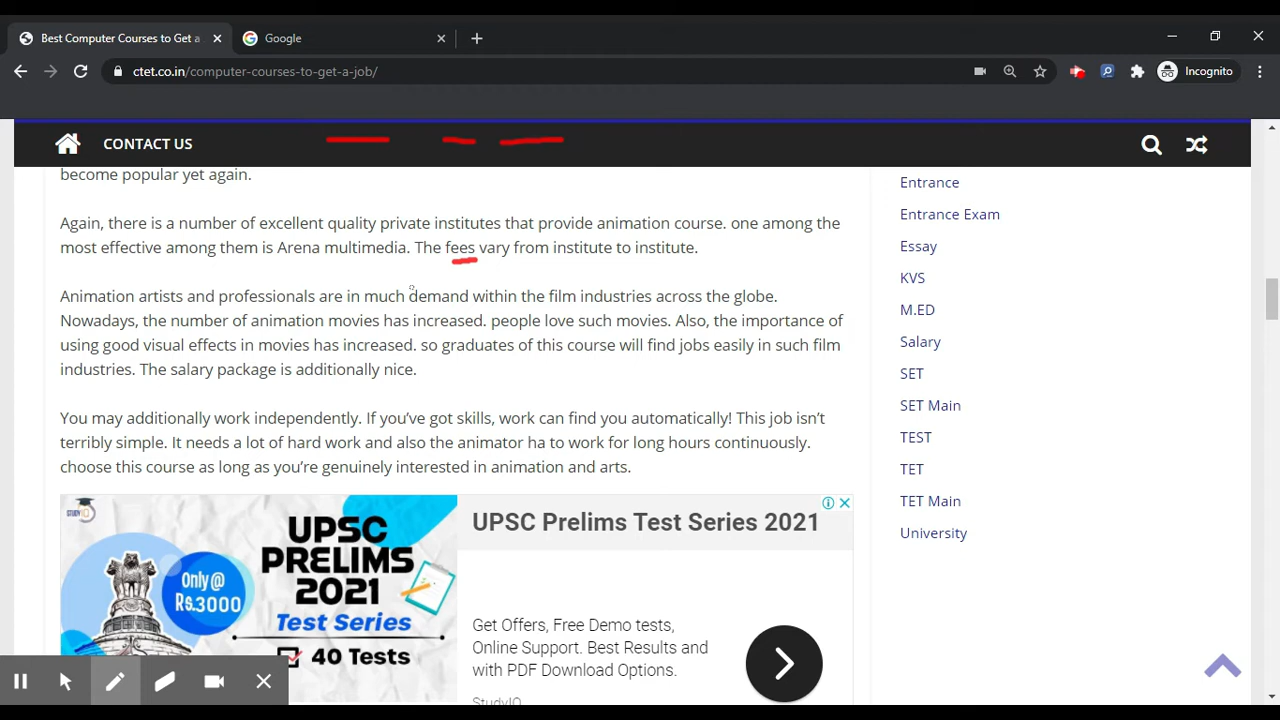 Best Computer Courses to Get a
Google
ctet.co.in/computer-courses-to-get-a-job/
Incognito
CONTACT US
become popular yet again.
Again, there is a number of excellent quality private institutes that provide animation course. one among the
most effective among them is Arena multimedia. The fees vary from institute to institute.
Animation artists and professionals are in much demand within the film industries across the globe.
Nowadays, the number of animation movies has increased. people love such movies. Also, the importance of
using good visual effects in movies has increased. so graduates of this course will find jobs easily in such film
industries. The salary package is additionally nice.
You may additionally work independently. If you’ve got skills, work can find you automatically! This job isn’t
terribly simple. It needs a lot of hard work and also the animator ha to work for long hours continuously.
choose this course as long as you’re genuinely interested in animation and arts.
Entrance
Entrance Exam
Essay
KVS
M.ED
Salary
SET
SET Main
TEST
TET
TET Main
University
STUDY IQ
UPSC
PRELIMS
2021
Test Series
40 Tests
Only @
Rs.3000
UPSC Prelims Test Series 2021
Get Offers, Free Demo tests,
Online Support. Best Results and
with PDF Download Options.
StudyIQ